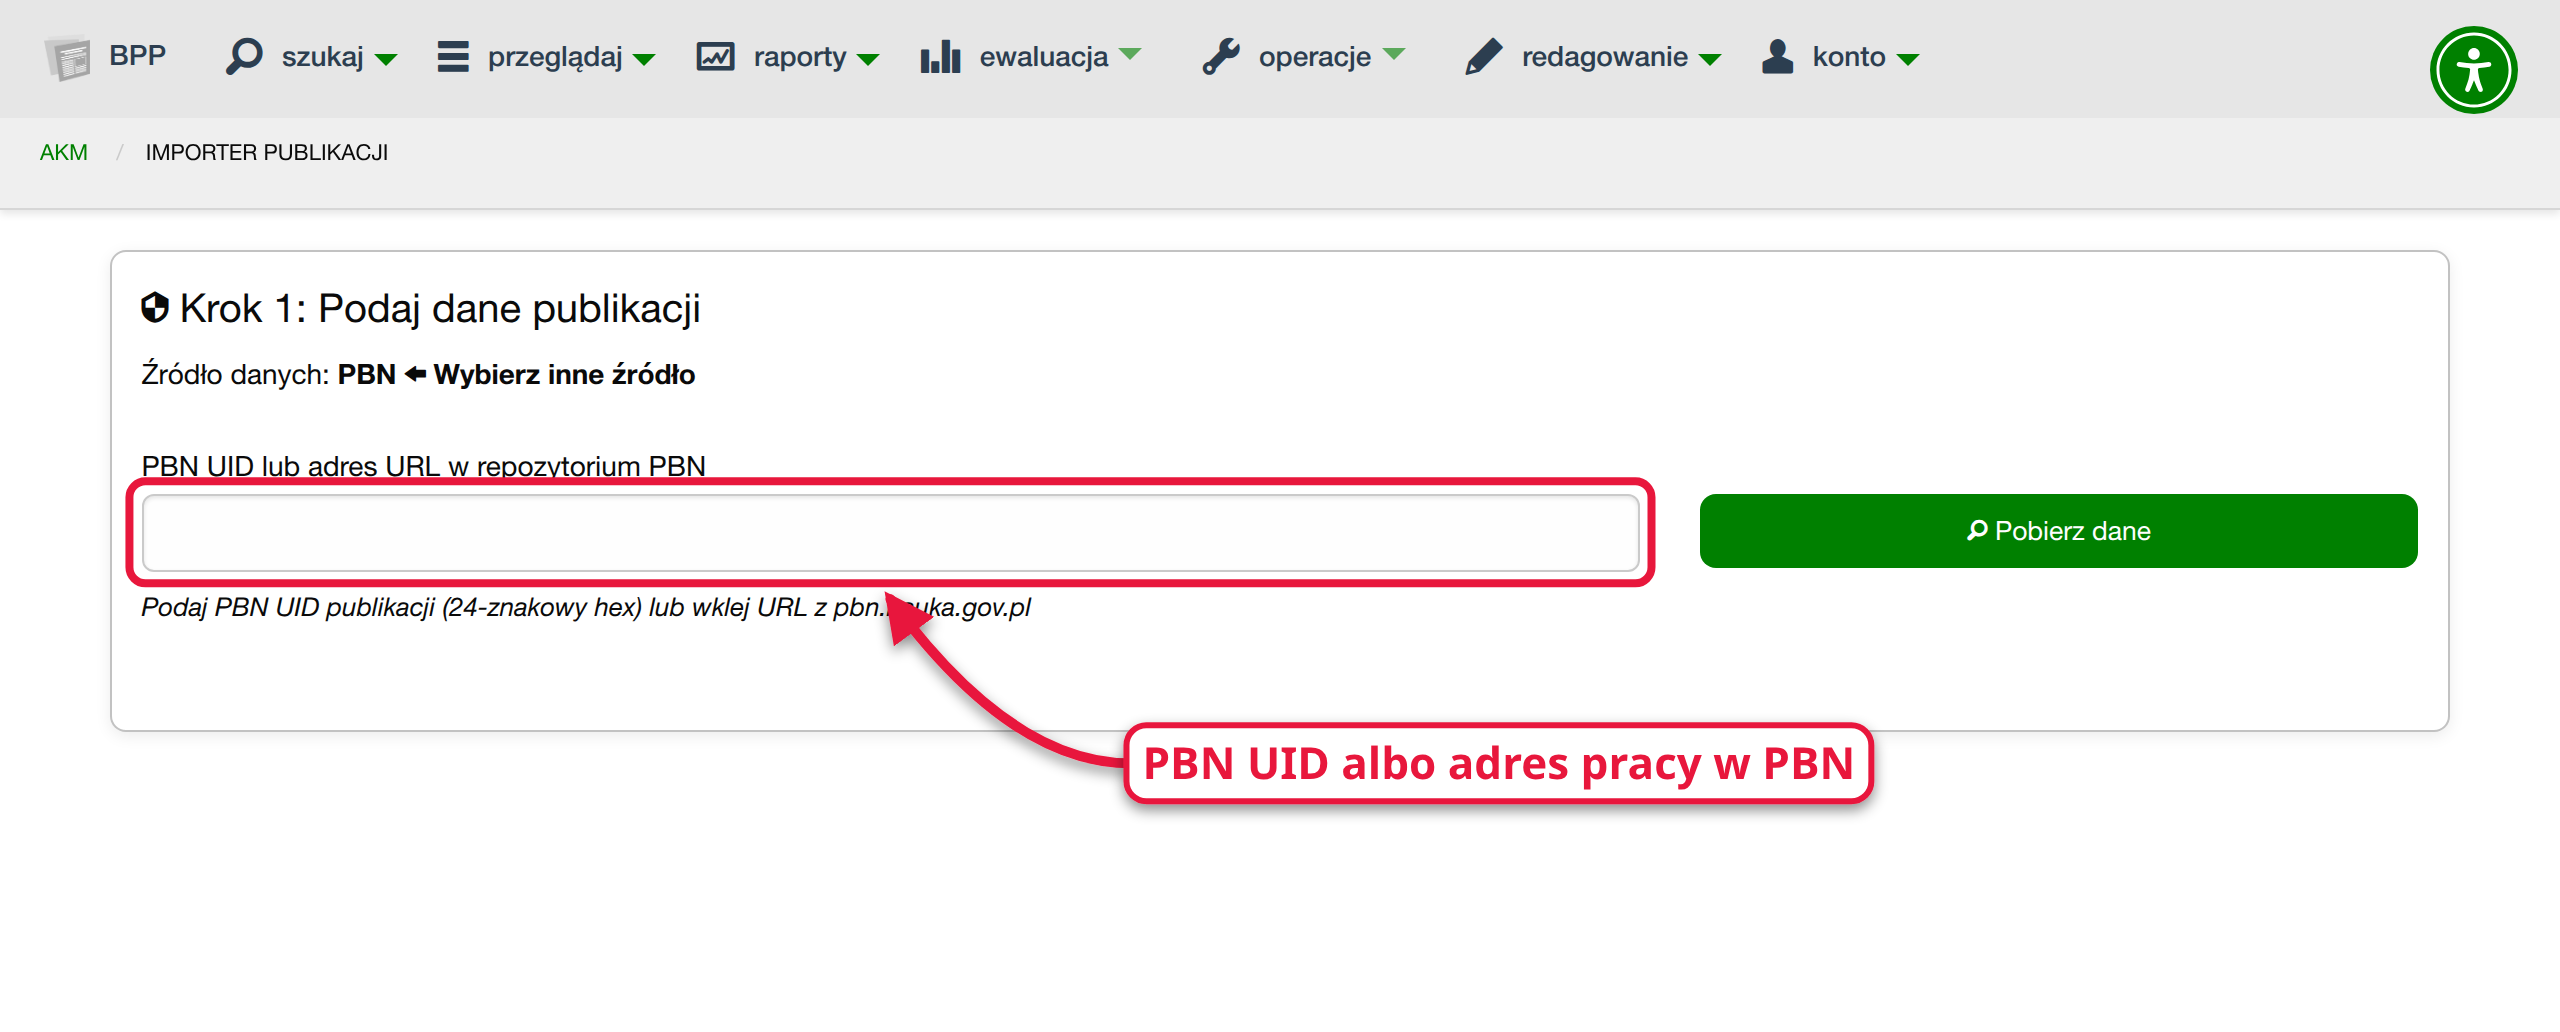 BPP szukaj przeglądaj raporty ewaluacja operacje redagowanie konto
AKM / IMPORTER PUBLIKACJI
Krok 1: Podaj dane publikacji
Źródło danych: PBN Wybierz inne źródło
PBN UID lub adres URL w repozytorium PBN
Pobierz dane
Podaj PBN UID publikacji (24-znakowy hex) lub wklej URL z pbn.nauka.gov.pl
PBN UID albo adres pracy w PBN